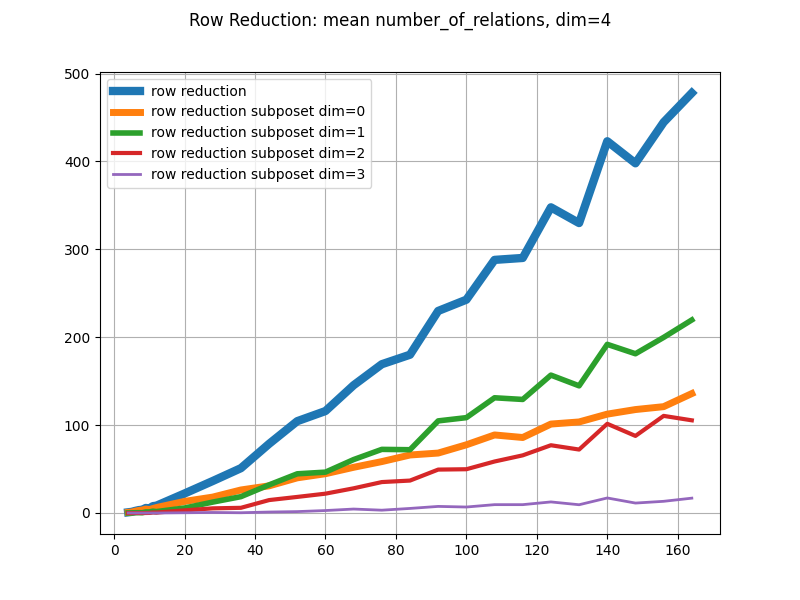 Row Reduction: mean number_of_relations, dim=4
500
400
300
200
100
0
row reduction
row reduction subposet dim=0
row reduction subposet dim=1
row reduction subposet dim=2
row reduction subposet dim=3
0 20 40 60 80 100 120 140 160